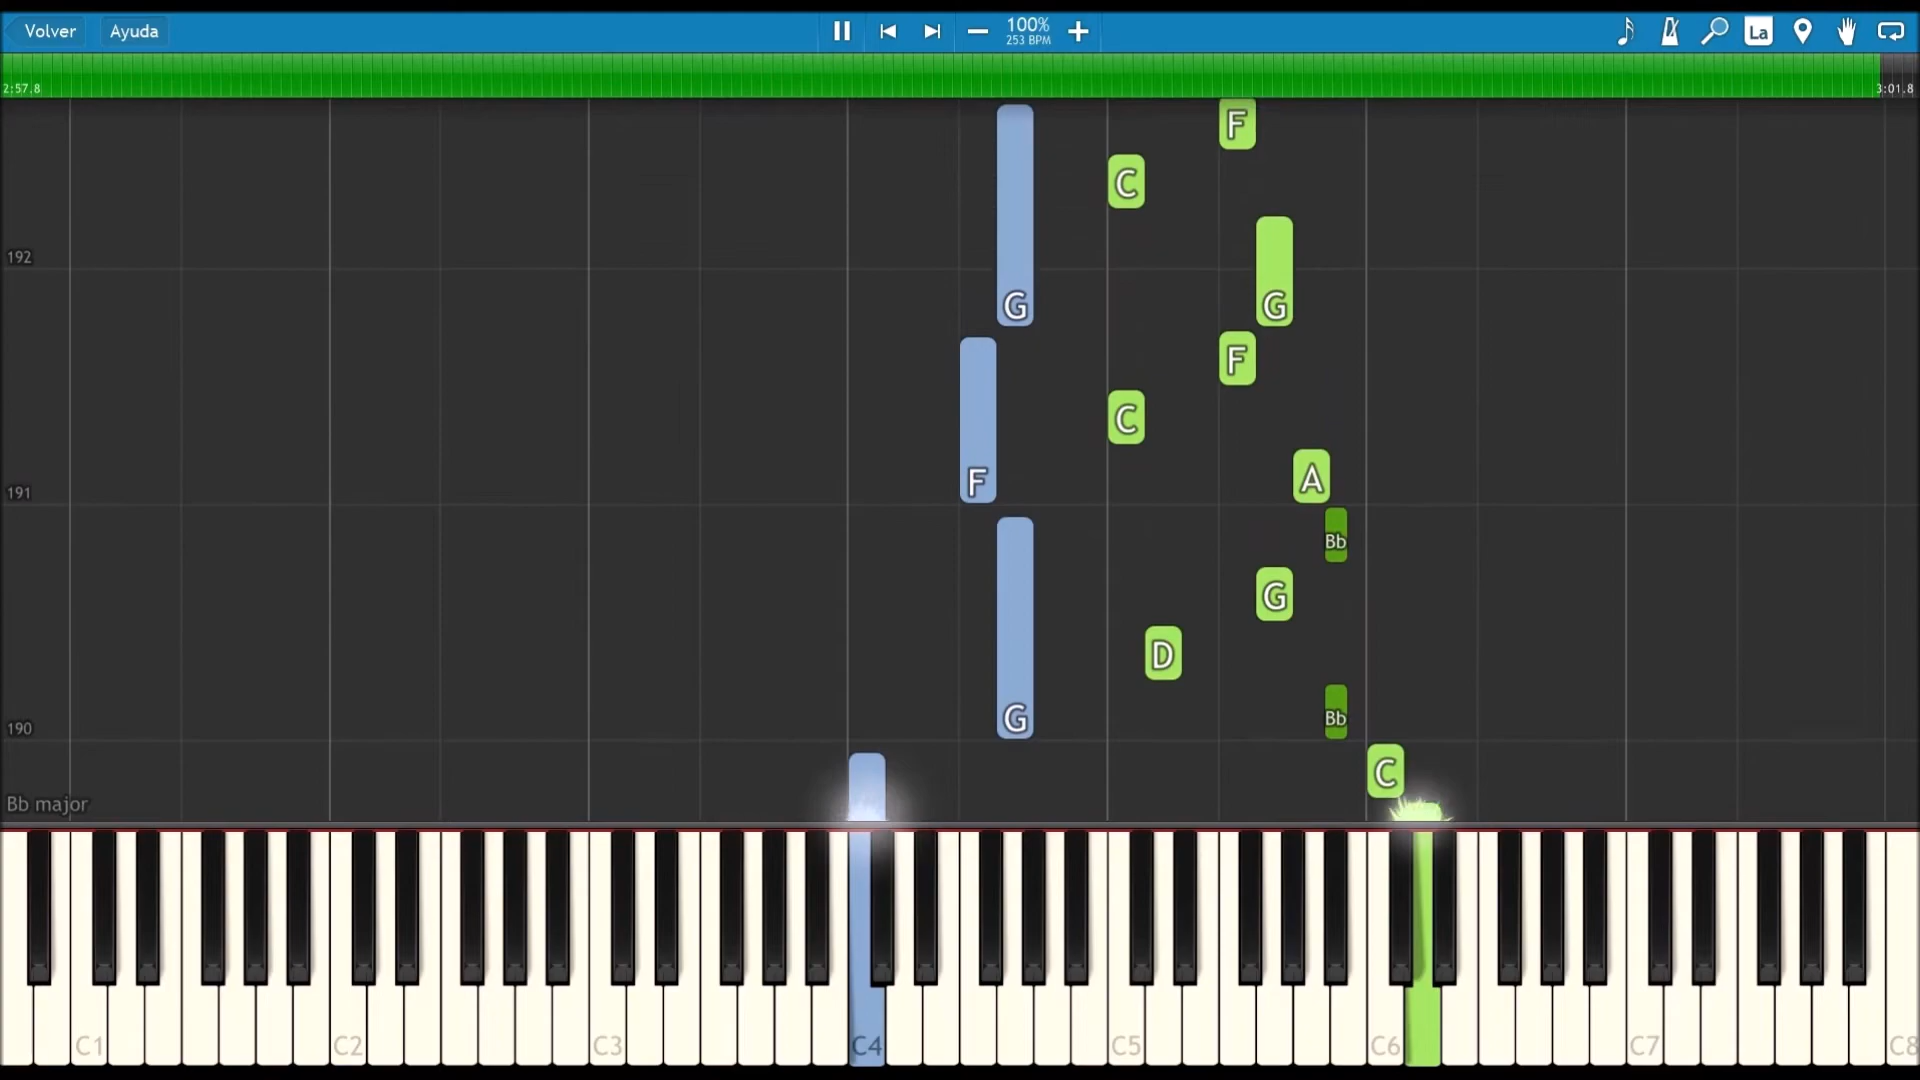 Volver
Ayuda
100%
253 BPM
La
2:57.8
3:01.8
F
C
192
G
G
F
C
191
F
A
Bb
G
D
190
G
Bb
C
Bb major
C1
C2
C3
C4
C5
C6
C7
C8